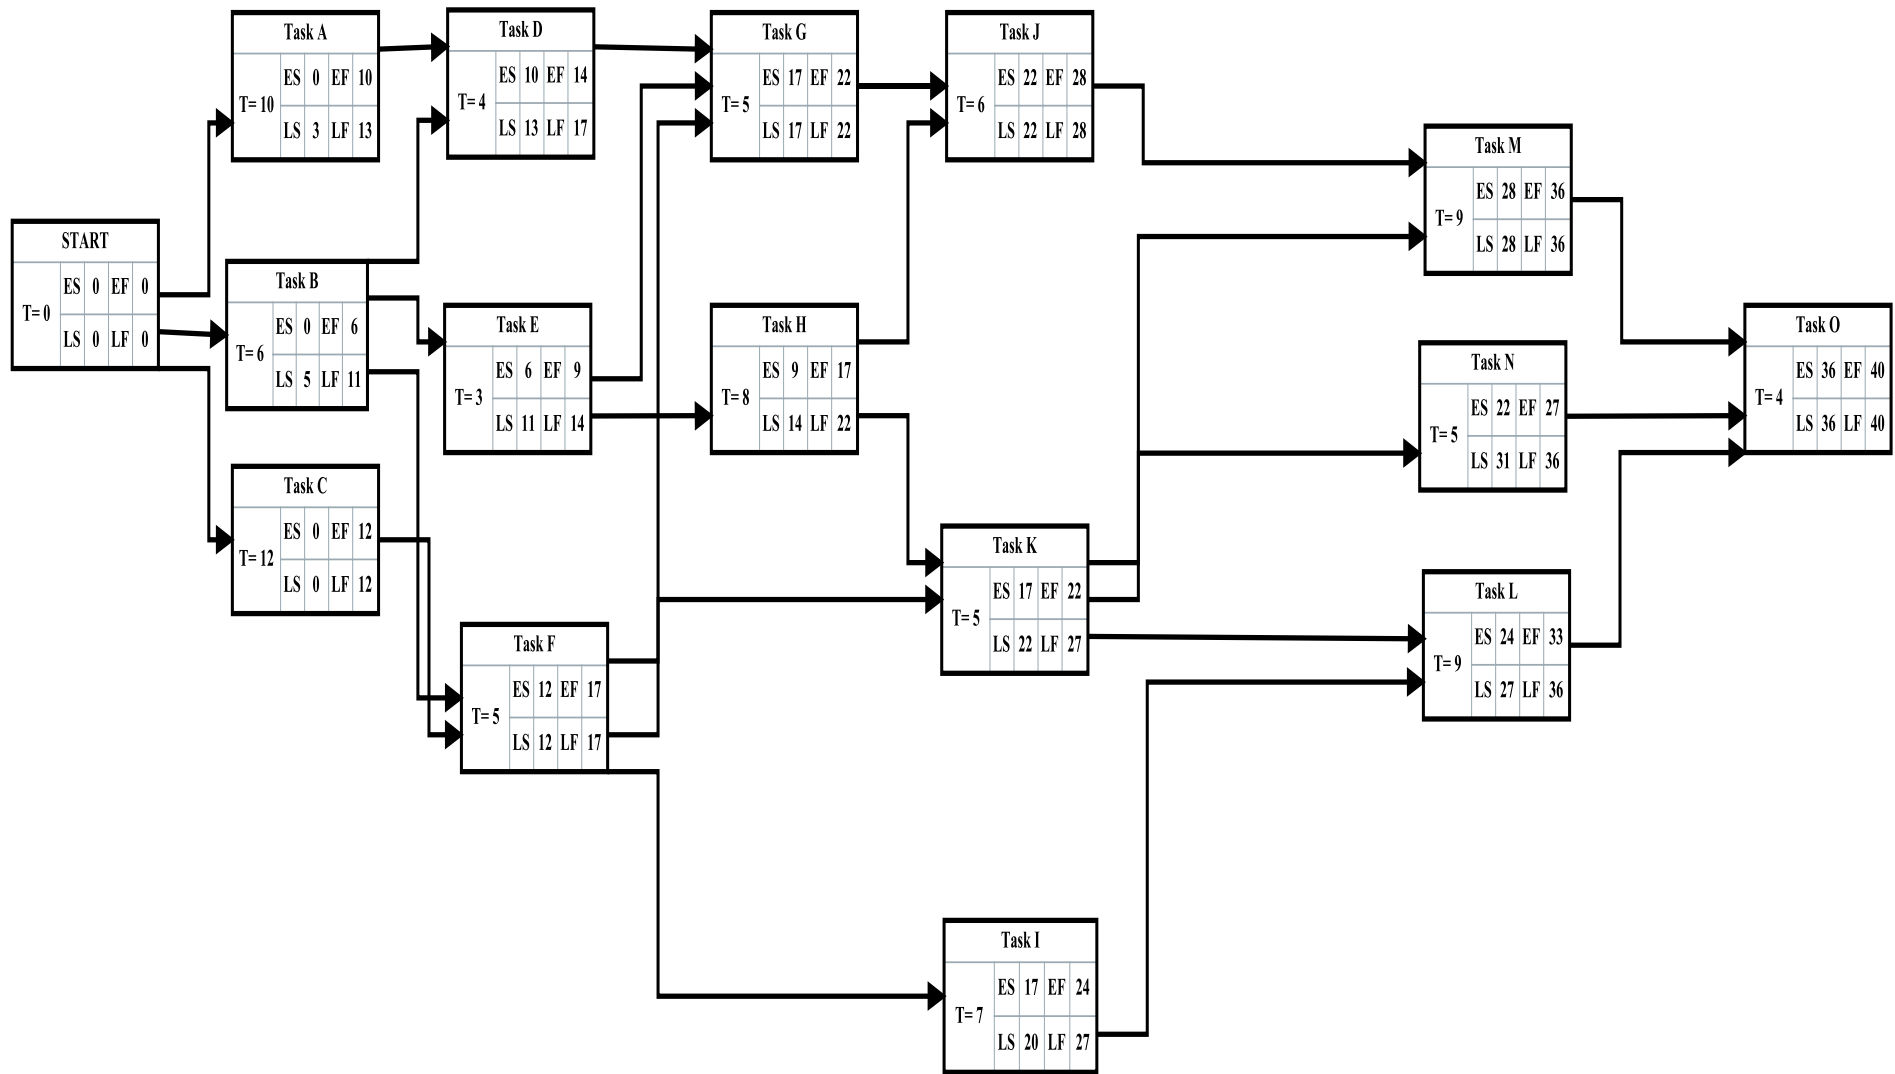 START
T= 0
ES 0 EF 0
LS 0 LF 0
Task A
T= 10
ES 0 EF 10
LS 3 LF 13
Task B
T= 6
ES 0 EF 6
LS 5 LF 11
Task C
T= 12
ES 0 EF 12
LS 0 LF 12
Task D
T= 4
ES 10 EF 14
LS 13 LF 17
Task E
T= 3
ES 6 EF 9
LS 11 LF 14
Task F
T= 5
ES 12 EF 17
LS 12 LF 17
Task G
T= 5
ES 17 EF 22
LS 17 LF 22
Task H
T= 8
ES 9 EF 17
LS 14 LF 22
Task J
T= 6
ES 22 EF 28
LS 22 LF 28
Task K
T= 5
ES 17 EF 22
LS 22 LF 27
Task I
T= 7
ES 17 EF 24
LS 20 LF 27
Task M
T= 9
ES 28 EF 36
LS 28 LF 36
Task N
T= 5
ES 22 EF 27
LS 31 LF 36
Task L
T= 9
ES 24 EF 33
LS 27 LF 36
Task O
T= 4
ES 36 EF 40
LS 36 LF 40